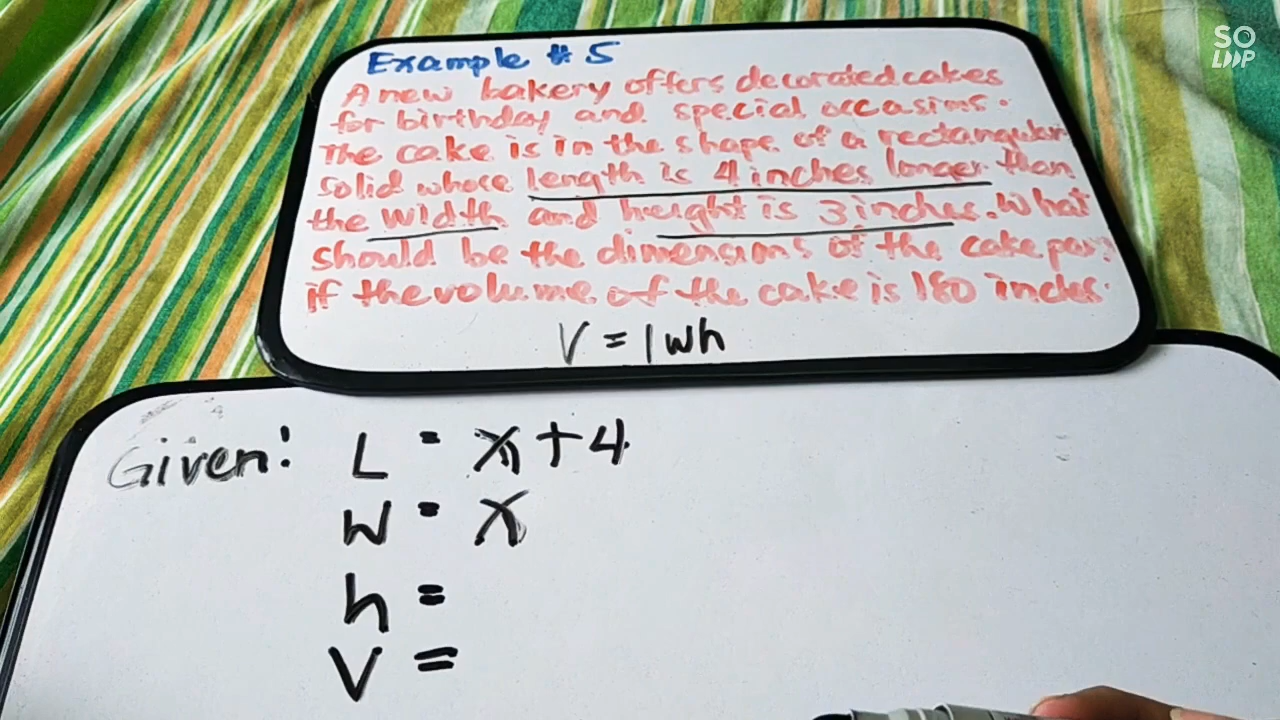 SO
LOOP
Example # 5
A new bakery offers decorated cakes
for birthday and special occasions.
The cake is in the shape of a rectangular
solid whose length is 4 inches longer than
the width and height is 3 inches. What
should be the dimensions of the cake pan
if the volume of the cake is 180 inches.
V = lwh
Given! L = x+4
W = x
h =
V =